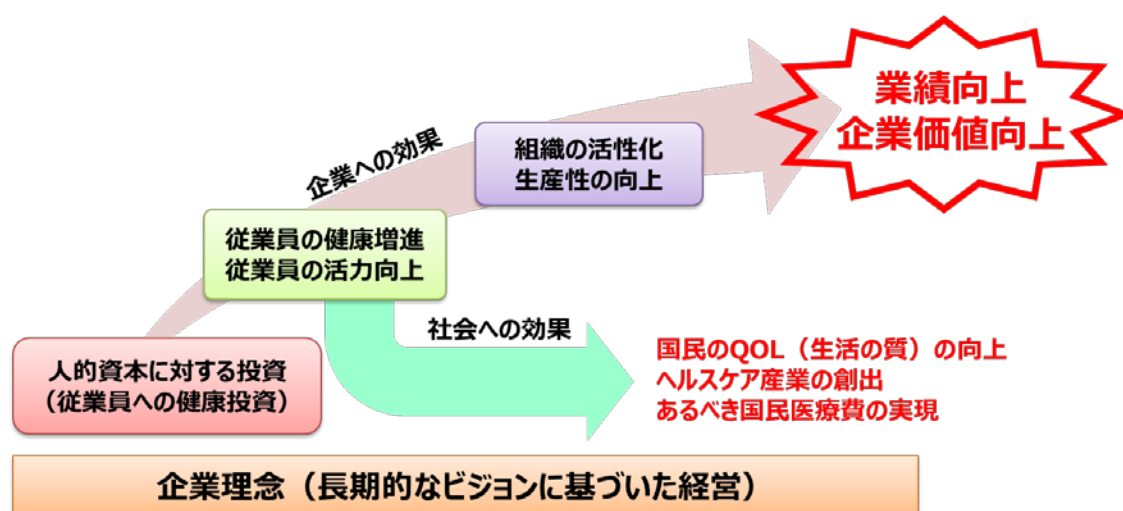 業績向上
企業価値向上
企業への効果
組織の活性化
生産性の向上
従業員の健康増進
従業員の活力向上
社会への効果
人的資本に対する投資
（従業員への健康投資）
国民のQOL（生活の質）の向上
ヘルスケア産業の創出
あるべき国民医療費の実現
企業理念（長期的なビジョンに基づいた経営）